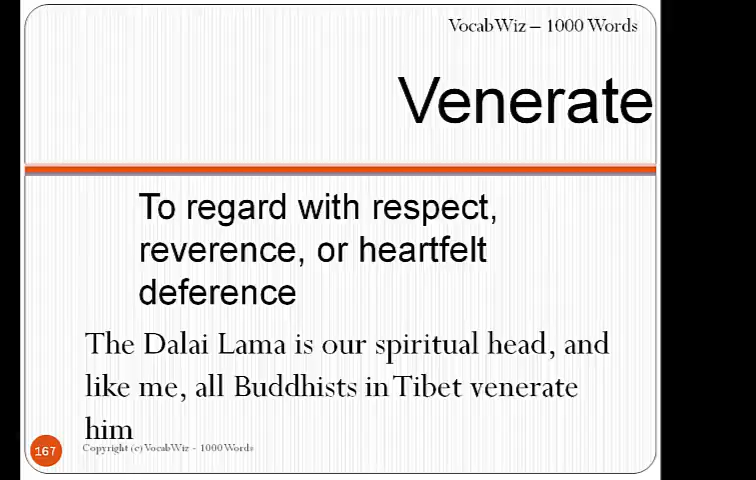 VocabWiz – 1000 Words
Venerate
To regard with respect,
reverence, or heartfelt
deference
The Dalai Lama is our spiritual head, and
like me, all Buddhists in Tibet venerate
him
167
Copyright (c) VocabWiz - 1000 Words